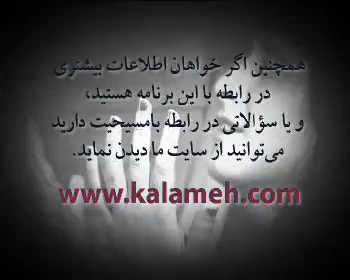 همچنین اگر خواهان اطلاعات بیشتری
در رابطه با این برنامه هستید،
و یا سؤالاتی در رابطه بامسیحیت دارید
می‌توانید از سایت ما دیدن نماید.
www.kalameh.com